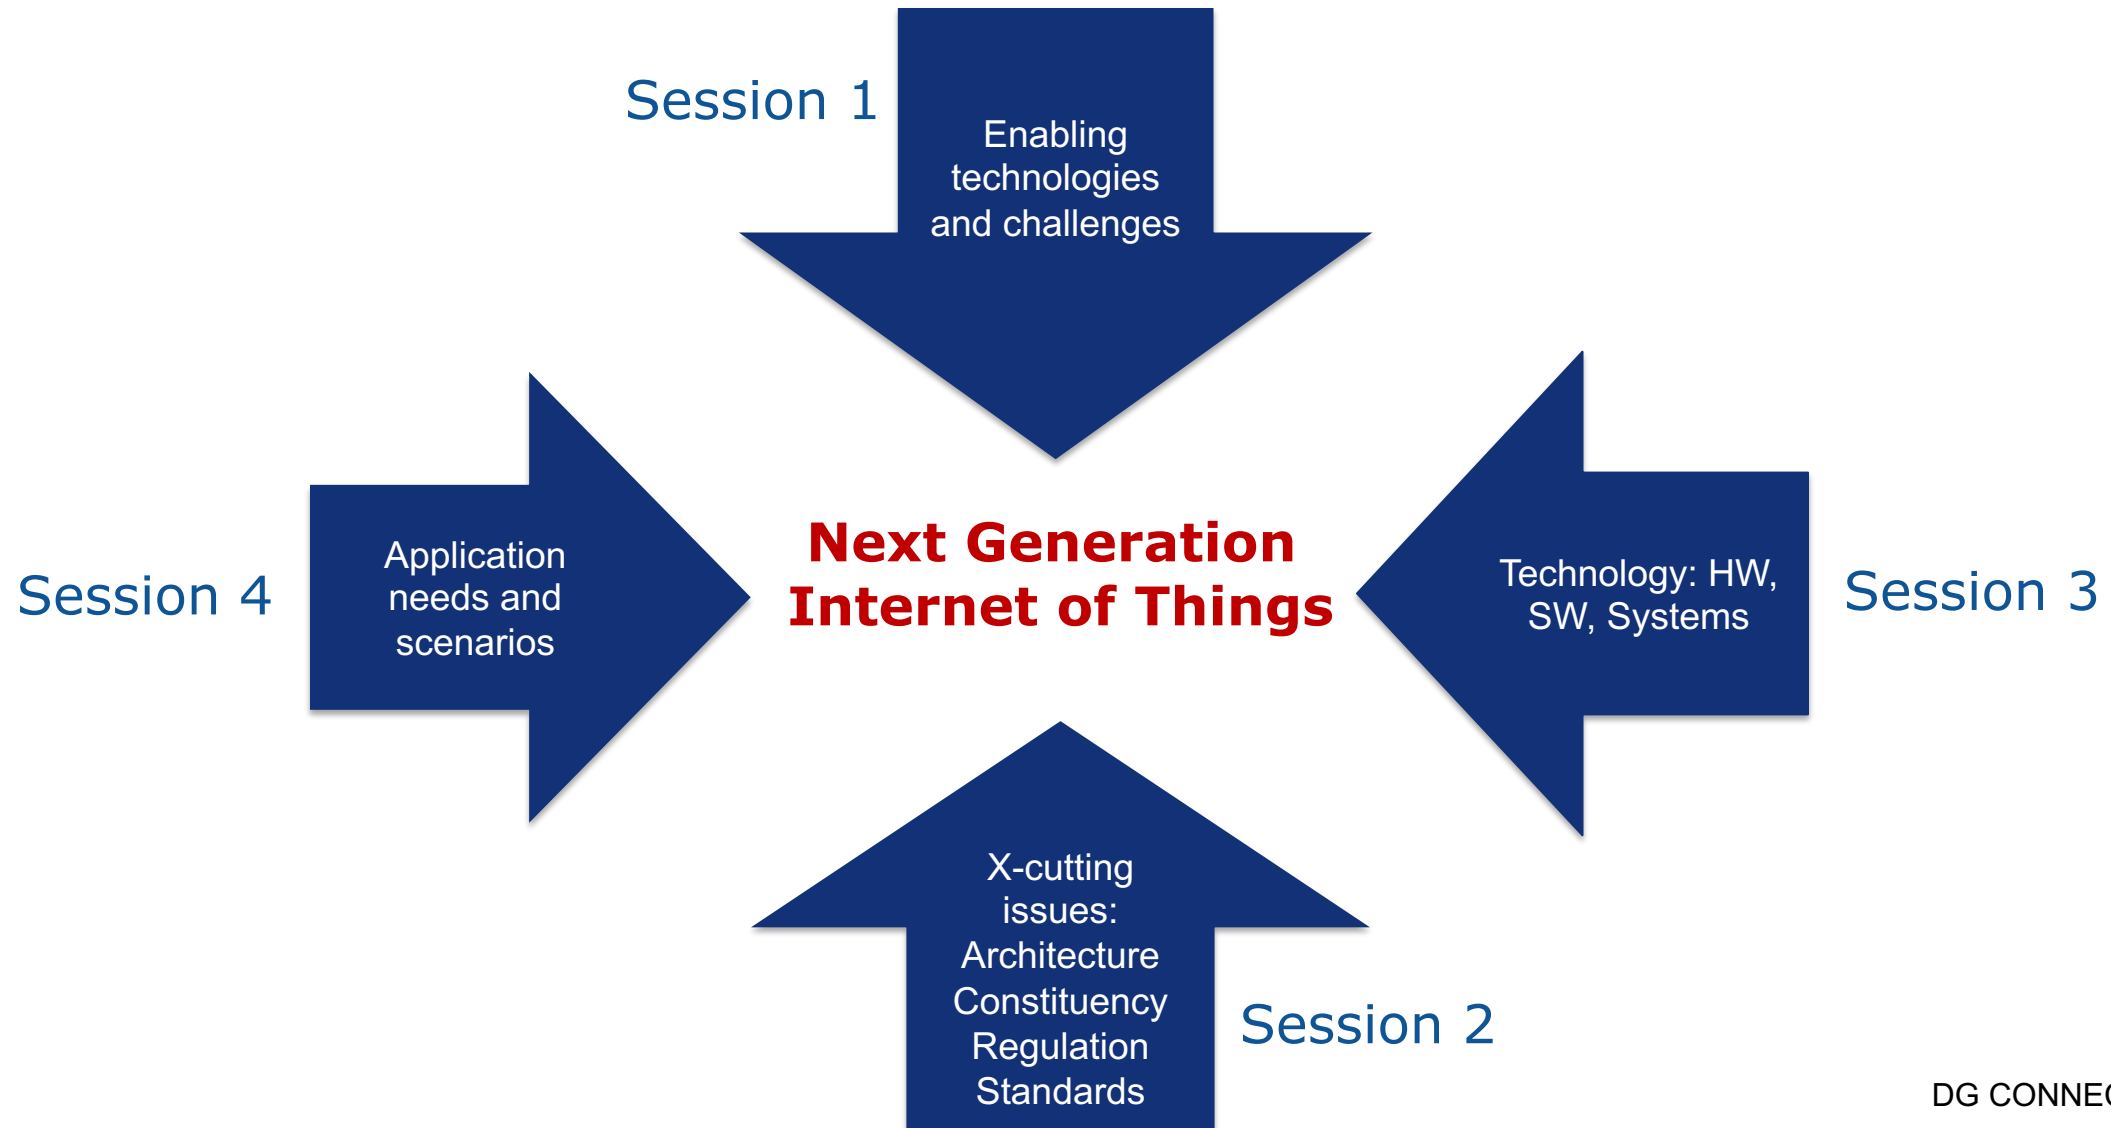 Session 1
Enabling
technologies
and challenges
Session 4
Application
needs and
scenarios
Next Generation
Internet of Things
Technology: HW,
SW, Systems
Session 3
X-cutting
issues:
Architecture
Constituency
Regulation
Standards
Session 2
DG